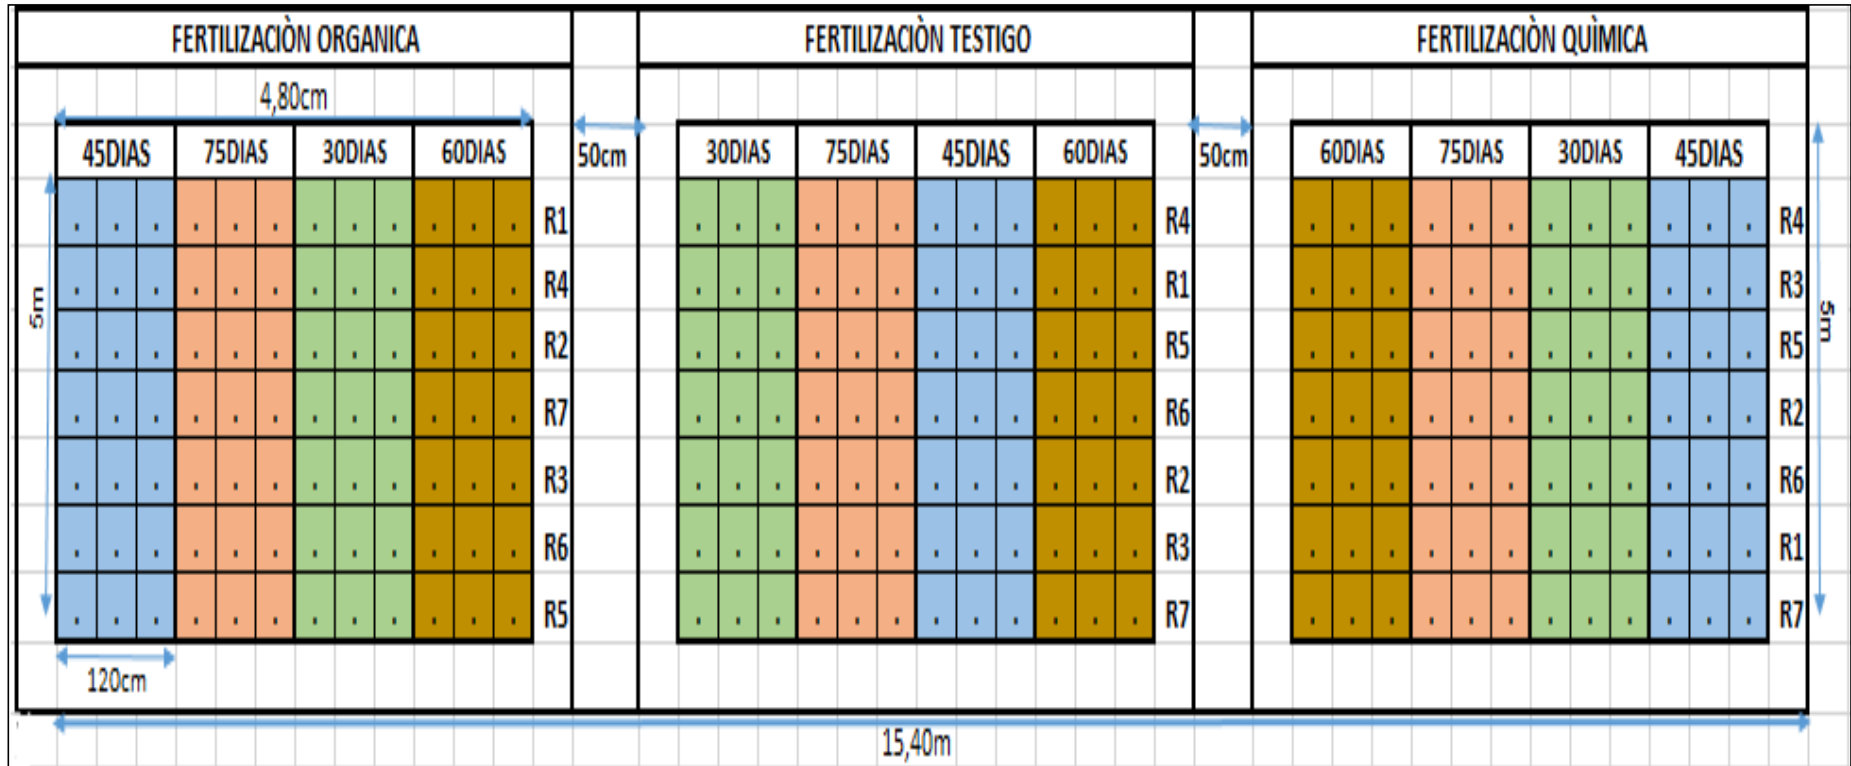 FERTILIZACIÒN ORGANICA
FERTILIZACIÒN TESTIGO
FERTILIZACIÒN QUÌMICA
4,80cm
45DIAS 75DIAS 30DIAS 60DIAS
50cm
30DIAS 75DIAS 45DIAS 60DIAS
50cm
60DIAS 75DIAS 30DIAS 45DIAS
5m
R1
R4
R2
R7
R3
R6
R5
R4
R1
R5
R6
R2
R3
R7
R4
R3
R5
R2
R6
R1
R7
5m
120cm
15,40m